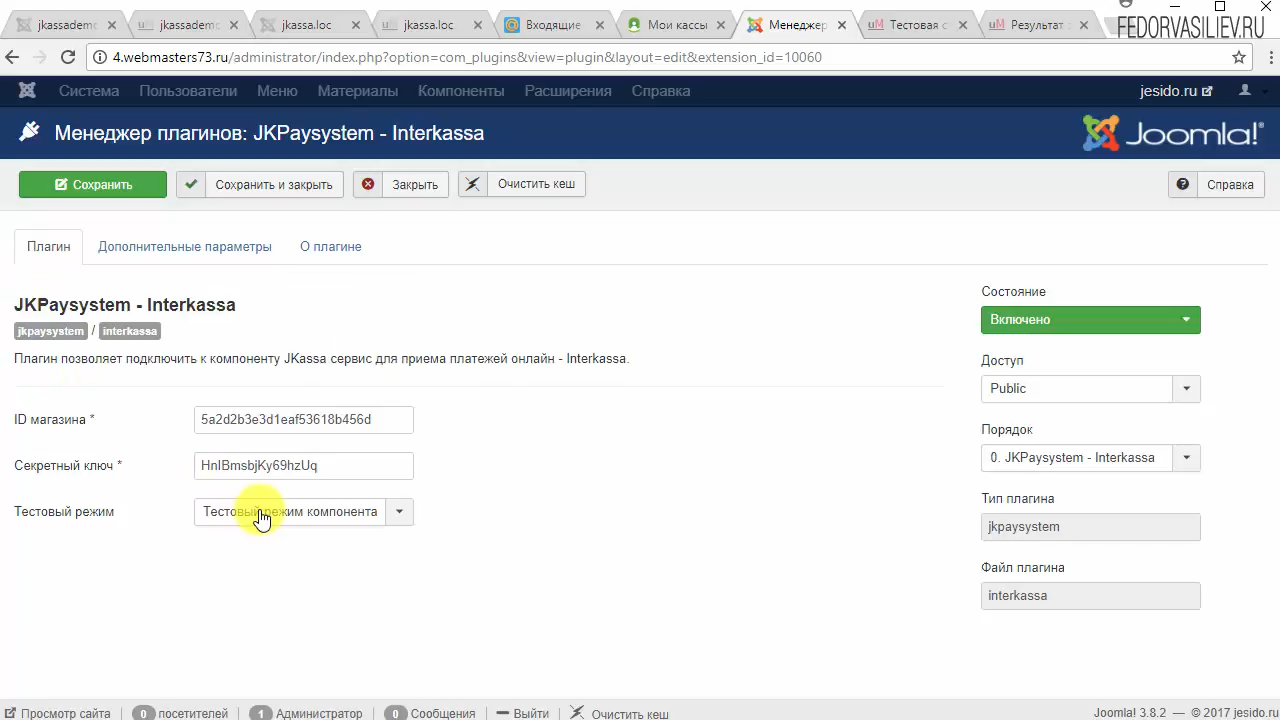 jkassademc
jkassademc
jkassa.loc
jkassa.loc
Входящие
Мои кассы
Менеджер
Тестовая с
Результат з
FEDORVASILIEV.RU
4.webmasters73.ru/administrator/index.php?option=com_plugins&view=plugin&layout=edit&extension_id=10060
Система Пользователи Меню Материалы Компоненты Расширения Справка jesido.ru
Менеджер плагинов: JKPaysystem - Interkassa
Joomla!®
Сохранить Сохранить и закрыть Закрыть Очистить кеш Справка
Плагин Дополнительные параметры О плагине
JKPaysystem - Interkassa
jkpaysystem / interkassa
Плагин позволяет подключить к компоненту JKassa сервис для приема платежей онлайн - Interkassa.
ID магазина * 5a2d2b3e3d1eaf53618b456d
Секретный ключ * HnIBmsbjKy69hzUq
Тестовый режим Тестовый режим компонента
Состояние
Включено
Доступ
Public
Порядок
0. JKPaysystem - Interkassa
Тип плагина
jkpaysystem
Файл плагина
interkassa
Просмотр сайта 0 посетителей 1 Администратор 0 Сообщения Выйти Очистить кеш Joomla! 3.8.2 — © 2017 jesido.ru